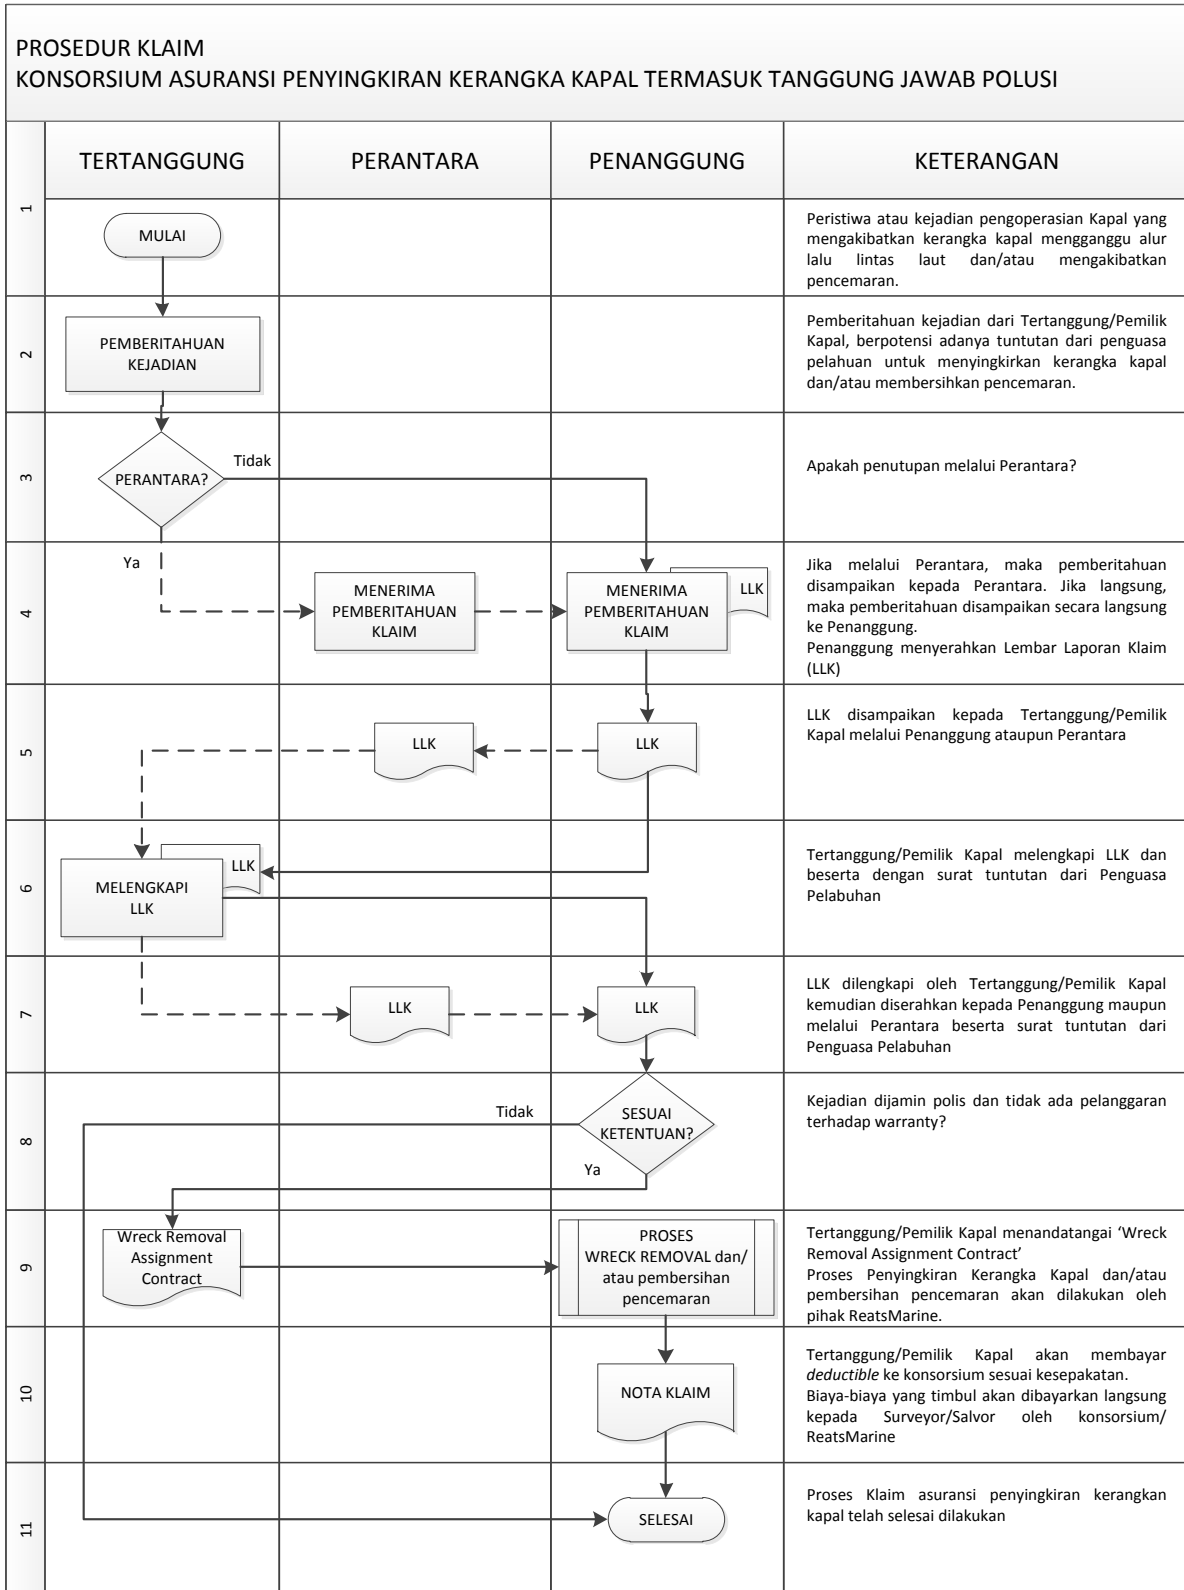 PROSEDUR KLAIM
KONSORSIUM ASURANSI PENYINGKIRAN KERANGKA KAPAL TERMASUK TANGGUNG JAWAB POLUSI
TERTANGGUNG
PERANTARA
PENANGGUNG
KETERANGAN
1
MULAI
Peristiwa atau kejadian pengoperasian Kapal yang
mengakibatkan kerangka kapal mengganggu alur
lalu lintas laut dan/atau mengakibatkan
pencemaran.
2
PEMBERITAHUAN
KEJADIAN
Pemberitahuan kejadian dari Tertanggung/Pemilik
Kapal, berpotensi adanya tuntutan dari penguasa
pelahuan untuk menyingkirkan kerangka kapal
dan/atau membersihkan pencemaran.
3
PERANTARA?
Tidak
Apakah penutupan melalui Perantara?
4
Ya
MENERIMA
PEMBERITAHUAN
KLAIM
MENERIMA
PEMBERITAHUAN
KLAIM
LLK
Jika melalui Perantara, maka pemberitahuan
disampaikan kepada Perantara. Jika langsung,
maka pemberitahuan disampaikan secara langsung
ke Penanggung.
Penanggung menyerahkan Lembar Laporan Klaim
(LLK)
5
LLK
LLK
LLK disampaikan kepada Tertanggung/Pemilik
Kapal melalui Penanggung ataupun Perantara
6
MELENGKAPI
LLK
LLK
Tertanggung/Pemilik Kapal melengkapi LLK dan
beserta dengan surat tuntutan dari Penguasa
Pelabuhan
7
LLK
LLK
LLK dilengkapi oleh Tertanggung/Pemilik Kapal
kemudian diserahkan kepada Penanggung maupun
melalui Perantara beserta surat tuntutan dari
Penguasa Pelabuhan
8
Tidak
SESUAI
KETENTUAN?
Ya
Kejadian dijamin polis dan tidak ada pelanggaran
terhadap warranty?
9
Wreck Removal
Assignment
Contract
PROSES
WRECK REMOVAL dan/
atau pembersihan
pencemaran
Tertanggung/Pemilik Kapal menandatangai ‘Wreck
Removal Assignment Contract’
Proses Penyingkiran Kerangka Kapal dan/atau
pembersihan pencemaran akan dilakukan oleh
pihak ReatsMarine.
10
NOTA KLAIM
Tertanggung/Pemilik Kapal akan membayar
deductible ke konsorsium sesuai kesepakatan.
Biaya-biaya yang timbul akan dibayarkan langsung
kepada Surveyor/Salvor oleh konsorsium/
ReatsMarine
11
SELESAI
Proses Klaim asuransi penyingkiran kerangkan
kapal telah selesai dilakukan